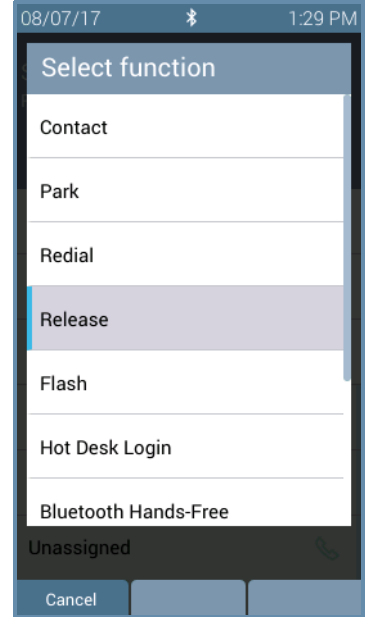 08/07/17 1:29 PM
Select function
Contact
Park
Redial
Release
Flash
Hot Desk Login
Bluetooth Hands-Free
Unassigned
Cancel